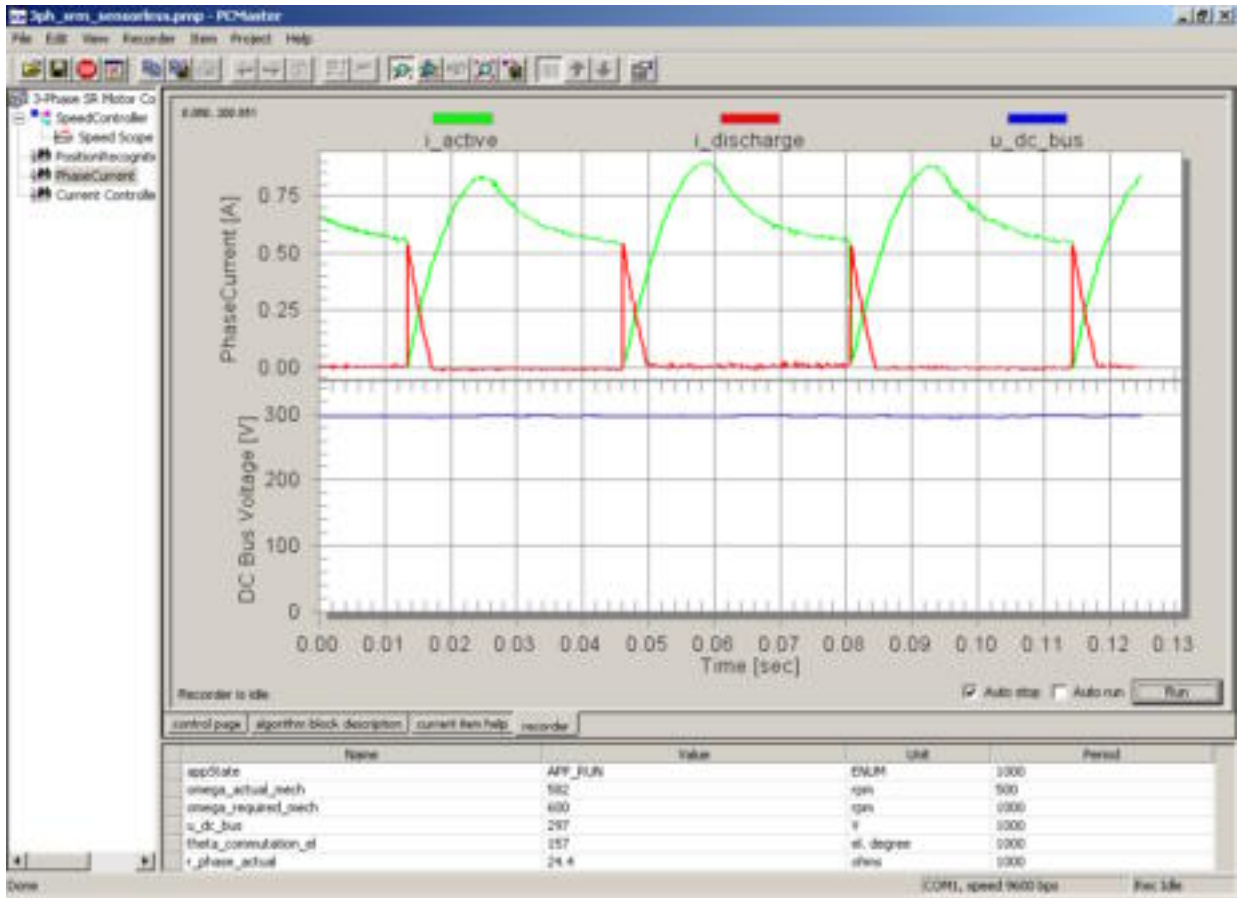 3ph_srm_sensorless.pmp - PCMaster
File Edit View Recorder Item Project Help
3-Phase SR Motor Co
SpeedController
Speed Scope
PositionRecognitio
PhaseCurrent
Current Controlle
i_active i_discharge u_dc_bus
PhaseCurrent [A]
0.75
0.50
0.25
0.00
DC Bus Voltage [V]
300
200
100
0
0.00 0.01 0.02 0.03 0.04 0.05 0.06 0.07 0.08 0.09 0.10 0.11 0.12 0.13
Time [sec]
Recorder is idle Auto stop Auto run Run
control page algorithm block description current item help recorder
Name Value Unit Period
appState APP_RUN ENUM 1000
omega_actual_mech 582 rpm 500
omega_required_mech 600 rpm 1000
u_dc_bus 297 V 1000
theta_commutation_el 157 el. degree 1000
r_phase_actual 24.4 ohms 1000
Done COM1, speed 9600 bps Rec Idle